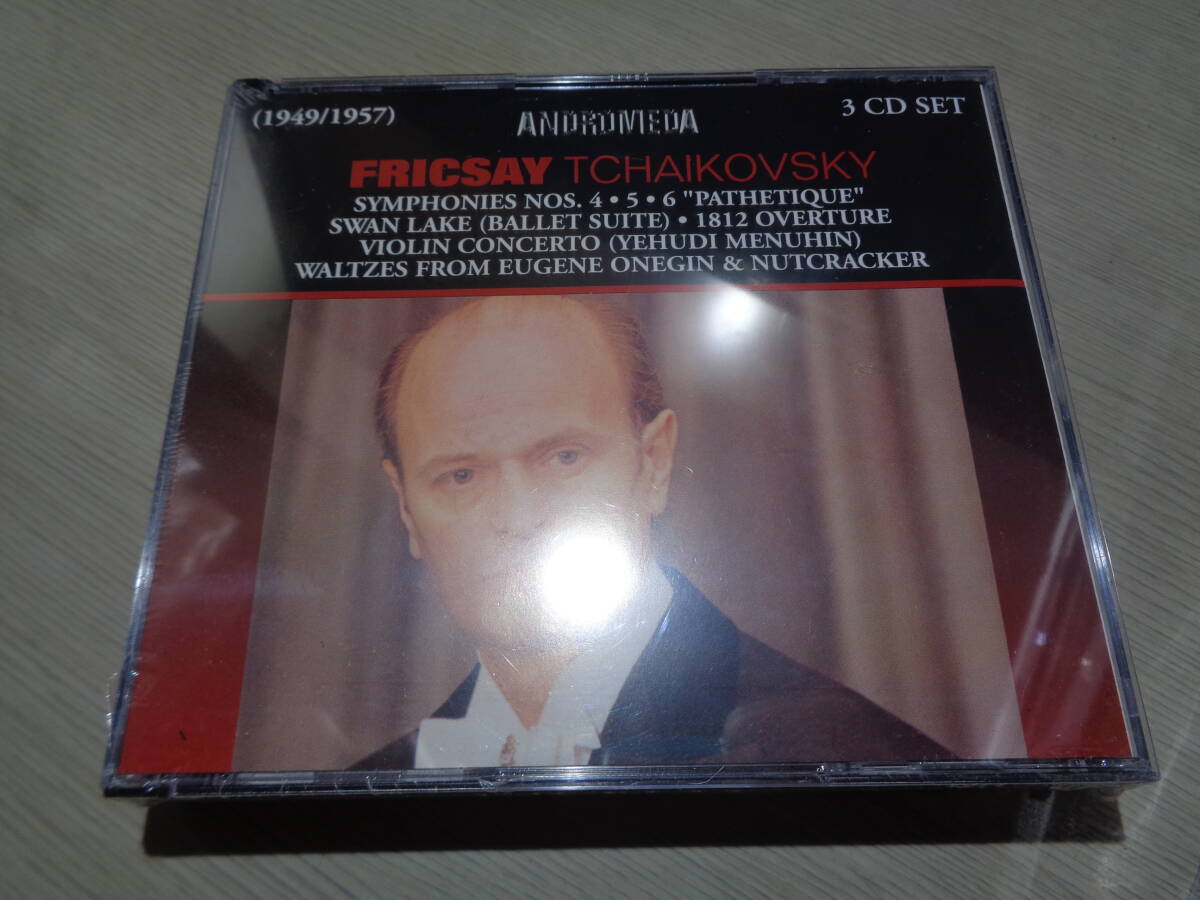 (1949/1957)
ANDROMEDA
3 CD SET
FRICSAY TCHAIKOVSKY
SYMPHONIES NOS. 4 • 5 • 6 "PATHETIQUE"
SWAN LAKE (BALLET SUITE) • 1812 OVERTURE
VIOLIN CONCERTO (YEHUDI MENUHIN)
WALTZES FROM EUGENE ONEGIN & NUTCRACKER